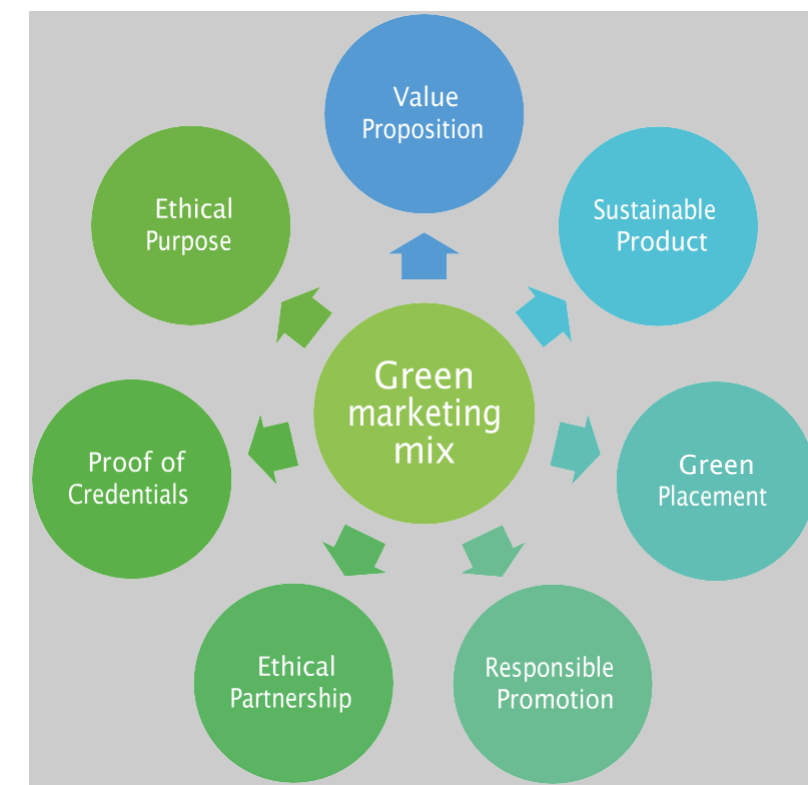 Value
Proposition
Sustainable
Product
Green
Placement
Responsible
Promotion
Ethical
Partnership
Proof of
Credentials
Ethical
Purpose
Green
marketing
mix